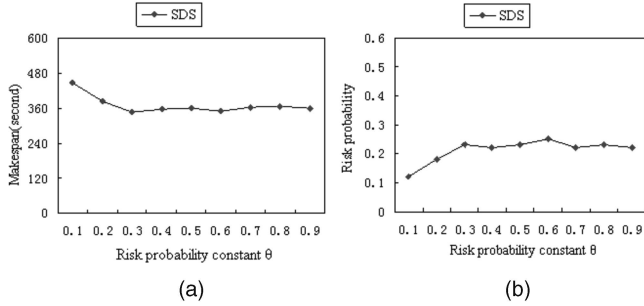 SDS
600
480
360
240
120
0
Makespan(second)
0.1 0.2 0.3 0.4 0.5 0.6 0.7 0.8 0.9
Risk probability constant θ
(a)
SDS
0.6
0.5
0.4
0.3
0.2
0.1
0
Risk probability
0.1 0.2 0.3 0.4 0.5 0.6 0.7 0.8 0.9
Risk probability constant θ
(b)